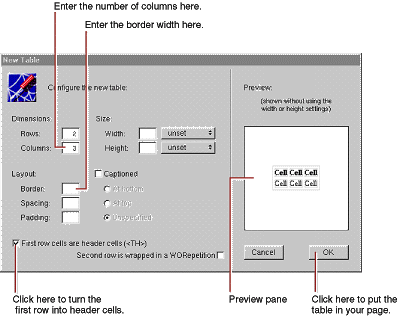 Enter the number of columns here.
Enter the border width here.
New Table
Configure the new table:
Preview:
(shown without using the
width or height settings)
Dimensions
Size:
Rows: 2
Width: unset
Columns: 3
Height: unset
Cell Cell Cell
Cell Cell Cell
Layout:
Captioned
Border:
Spacing:
Padding:
Unspecified
First row cells are header cells (<TH>)
Second row is wrapped in a WORepetition
Cancel
OK
Click here to turn the
first row into header cells.
Preview pane
Click here to put the
table in your page.